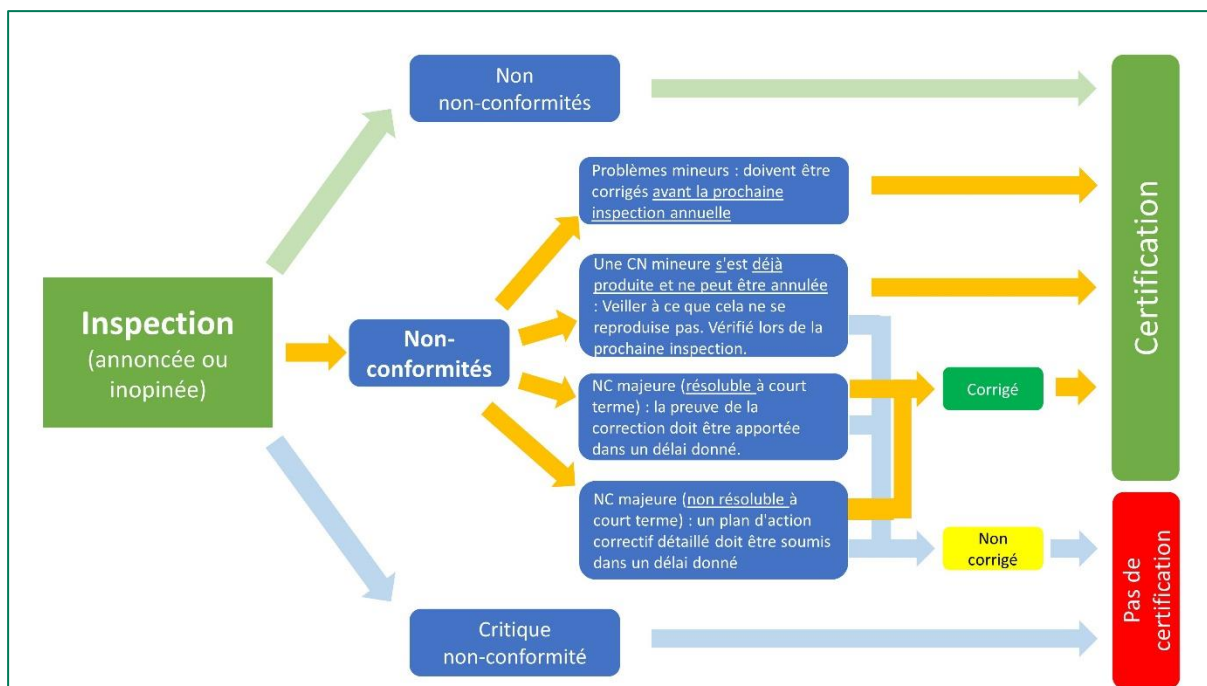 Non
non-conformités
Problèmes mineurs : doivent être
corrigés avant la prochaine
inspection annuelle
Une CN mineure s'est déjà
produite et ne peut être annulée
: Veiller à ce que cela ne se
reproduise pas. Vérifié lors de la
prochaine inspection.
Inspection
(annoncée ou
inopinée)
Non-
conformités
NC majeure (résoluble à court
terme) : la preuve de la
correction doit être apportée
dans un délai donné.
NC majeure (non résoluble à
court terme) : un plan d'action
correctif détaillé doit être soumis
dans un délai donné
Critique
non-conformité
Corrigé
Non
corrigé
Certification
Pas de
certification